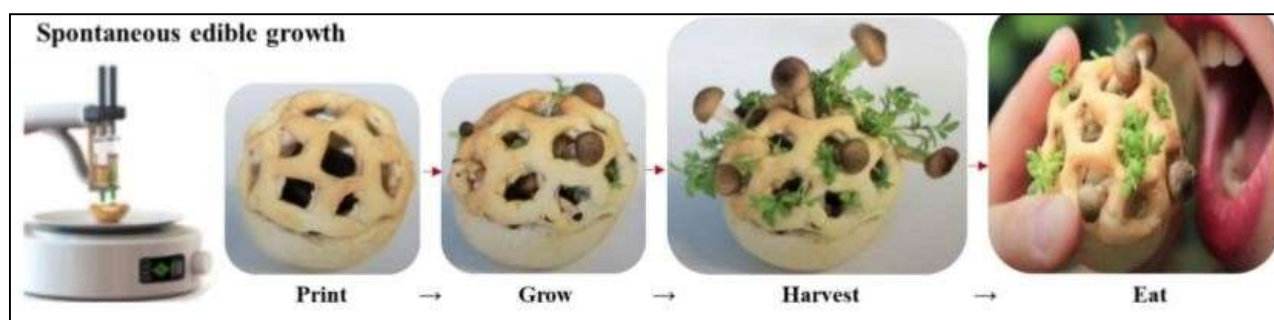 Spontaneous edible growth
Print → Grow → Harvest → Eat